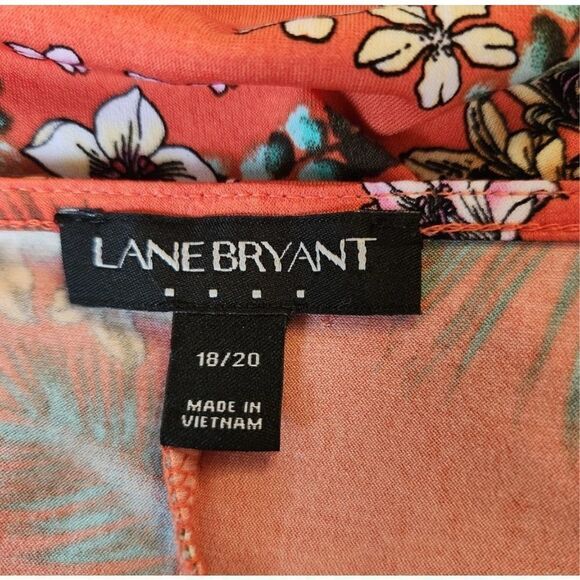 LANE BRYANT
18/20
MADE IN
VIETNAM